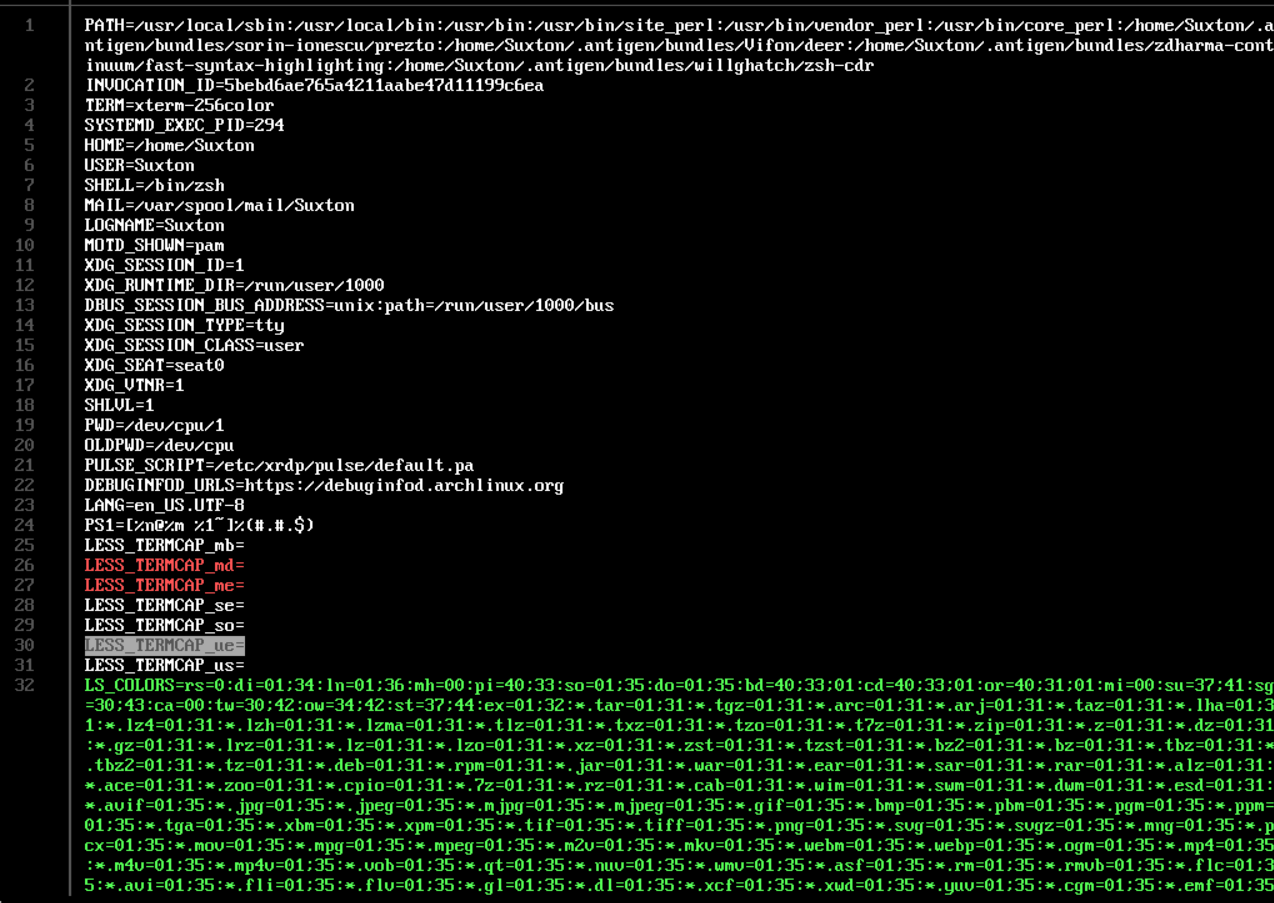 1 PATH=/usr/local/sbin:/usr/local/bin:/usr/bin:/usr/bin/site_perl:/usr/bin/vendor_perl:/usr/bin/core_perl:/home/Suxton/.a
ntigen/bundles/sorin-ionescu/prezto:/home/Suxton/.antigen/bundles/Vifon/deer:/home/Suxton/.antigen/bundles/zdharma-cont
inuum/fast-syntax-highlighting:/home/Suxton/.antigen/bundles/willghatch/zsh-cdr
2 INVOCATION_ID=5bebd6ae765a4211aabe47d11199c6ea
3 TERM=xterm-256color
4 SYSTEMD_EXEC_PID=294
5 HOME=/home/Suxton
6 USER=Suxton
7 SHELL=/bin/zsh
8 MAIL=/var/spool/mail/Suxton
9 LOGNAME=Suxton
10 MOTD_SHOWN=pam
11 XDG_SESSION_ID=1
12 XDG_RUNTIME_DIR=/run/user/1000
13 DBUS_SESSION_BUS_ADDRESS=unix:path=/run/user/1000/bus
14 XDG_SESSION_TYPE=tty
15 XDG_SESSION_CLASS=user
16 XDG_SEAT=seat0
17 XDG_VTNR=1
18 SHLVL=1
19 PWD=/dev/cpu/1
20 OLDPWD=/dev/cpu
21 PULSE_SCRIPT=/etc/xrdp/pulse/default.pa
22 DEBUGINFOD_URLS=https://debuginfod.archlinux.org
23 LANG=en_US.UTF-8
24 PS1=[%n@%m %1~]%(#.#.$)
25 LESS_TERMCAP_mb=
26 LESS_TERMCAP_md=
27 LESS_TERMCAP_me=
28 LESS_TERMCAP_se=
29 LESS_TERMCAP_so=
30 LESS_TERMCAP_ue=
31 LESS_TERMCAP_us=
32 LS_COLORS=rs=0:di=01;34:ln=01;36:mh=00:pi=40;33:so=01;35:do=01;35:bd=40;33;01:cd=40;33;01:or=40;31;01:mi=00:su=37;41:sg
=30;43:ca=00:tw=30;42:ow=34;42:st=37;44:ex=01;32:*.tar=01;31:*.tgz=01;31:*.arc=01;31:*.arj=01;31:*.taz=01;31:*.lha=01;3
1:*.lz4=01;31:*.lzh=01;31:*.lzma=01;31:*.tlz=01;31:*.txz=01;31:*.tzo=01;31:*.t7z=01;31:*.zip=01;31:*.z=01;31:*.dz=01;31
:*.gz=01;31:*.lrz=01;31:*.lz=01;31:*.lzo=01;31:*.xz=01;31:*.zst=01;31:*.tzst=01;31:*.bz2=01;31:*.bz=01;31:*.tbz=01;31:*
.tbz2=01;31:*.tz=01;31:*.deb=01;31:*.rpm=01;31:*.jar=01;31:*.war=01;31:*.ear=01;31:*.sar=01;31:*.rar=01;31:*.alz=01;31:
*.ace=01;31:*.zoo=01;31:*.cpio=01;31:*.7z=01;31:*.rz=01;31:*.cab=01;31:*.wim=01;31:*.swm=01;31:*.dwm=01;31:*.esd=01;31:
*.avif=01;35:*.jpg=01;35:*.jpeg=01;35:*.mjpg=01;35:*.mjpeg=01;35:*.gif=01;35:*.bmp=01;35:*.pbm=01;35:*.pgm=01;35:*.ppm=
01;35:*.tga=01;35:*.xbm=01;35:*.xpm=01;35:*.tif=01;35:*.tiff=01;35:*.png=01;35:*.svg=01;35:*.svgz=01;35:*.mng=01;35:*.p
cx=01;35:*.mov=01;35:*.mpg=01;35:*.mpeg=01;35:*.m2v=01;35:*.mkv=01;35:*.webm=01;35:*.webp=01;35:*.ogm=01;35:*.mp4=01;35
:*.m4v=01;35:*.mp4v=01;35:*.vob=01;35:*.qt=01;35:*.nuv=01;35:*.wmv=01;35:*.asf=01;35:*.rm=01;35:*.rmvb=01;35:*.flc=01;3
5:*.avi=01;35:*.fli=01;35:*.flv=01;35:*.gl=01;35:*.dl=01;35:*.xcf=01;35:*.xwd=01;35:*.yuv=01;35:*.cgm=01;35:*.emf=01;35